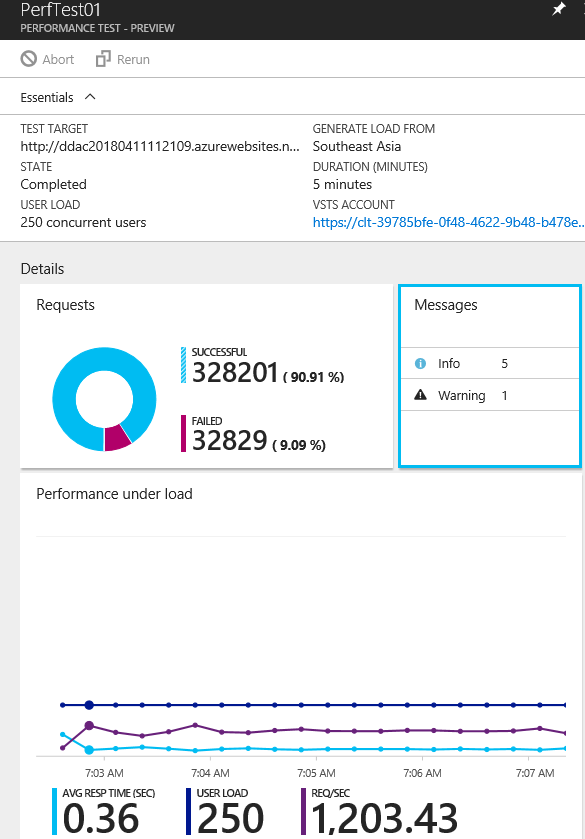 PerfTest01
PERFORMANCE TEST - PREVIEW
Abort Rerun
Essentials
TEST TARGET
http://ddac20180411112109.azurewebsites.n...
STATE
Completed
USER LOAD
250 concurrent users
GENERATE LOAD FROM
Southeast Asia
DURATION (MINUTES)
5 minutes
VSTS ACCOUNT
https://clt-39785bfe-0f48-4622-9b48-b478e...
Details
Requests
SUCCESSFUL
328201 ( 90.91 %)
FAILED
32829 ( 9.09 %)
Messages
Info 5
Warning 1
Performance under load
7:03 AM 7:04 AM 7:05 AM 7:06 AM 7:07 AM
AVG RESP TIME (SEC)
0.36
USER LOAD
250
REQ/SEC
1,203.43